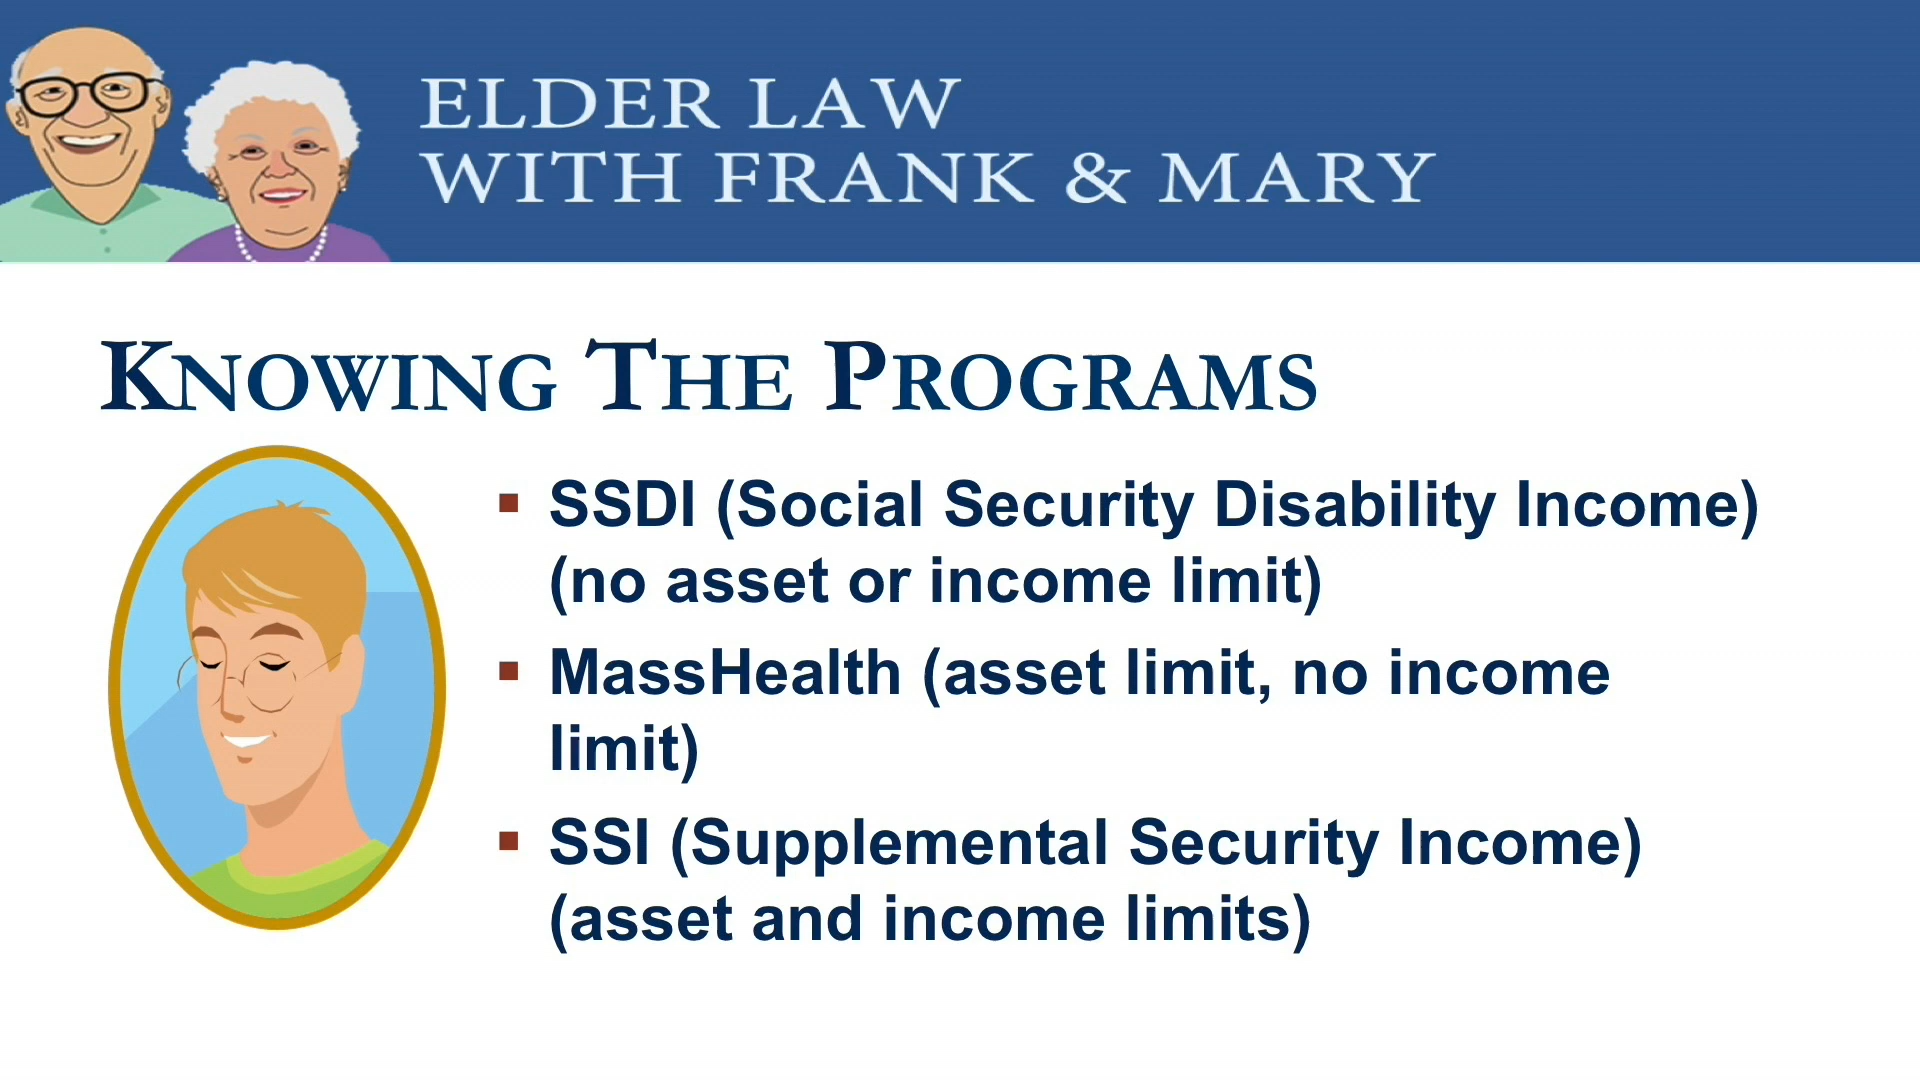 ELDER LAW
WITH FRANK & MARY
KNOWING THE PROGRAMS
▪ SSDI (Social Security Disability Income)
(no asset or income limit)
▪ MassHealth (asset limit, no income
limit)
▪ SSI (Supplemental Security Income)
(asset and income limits)